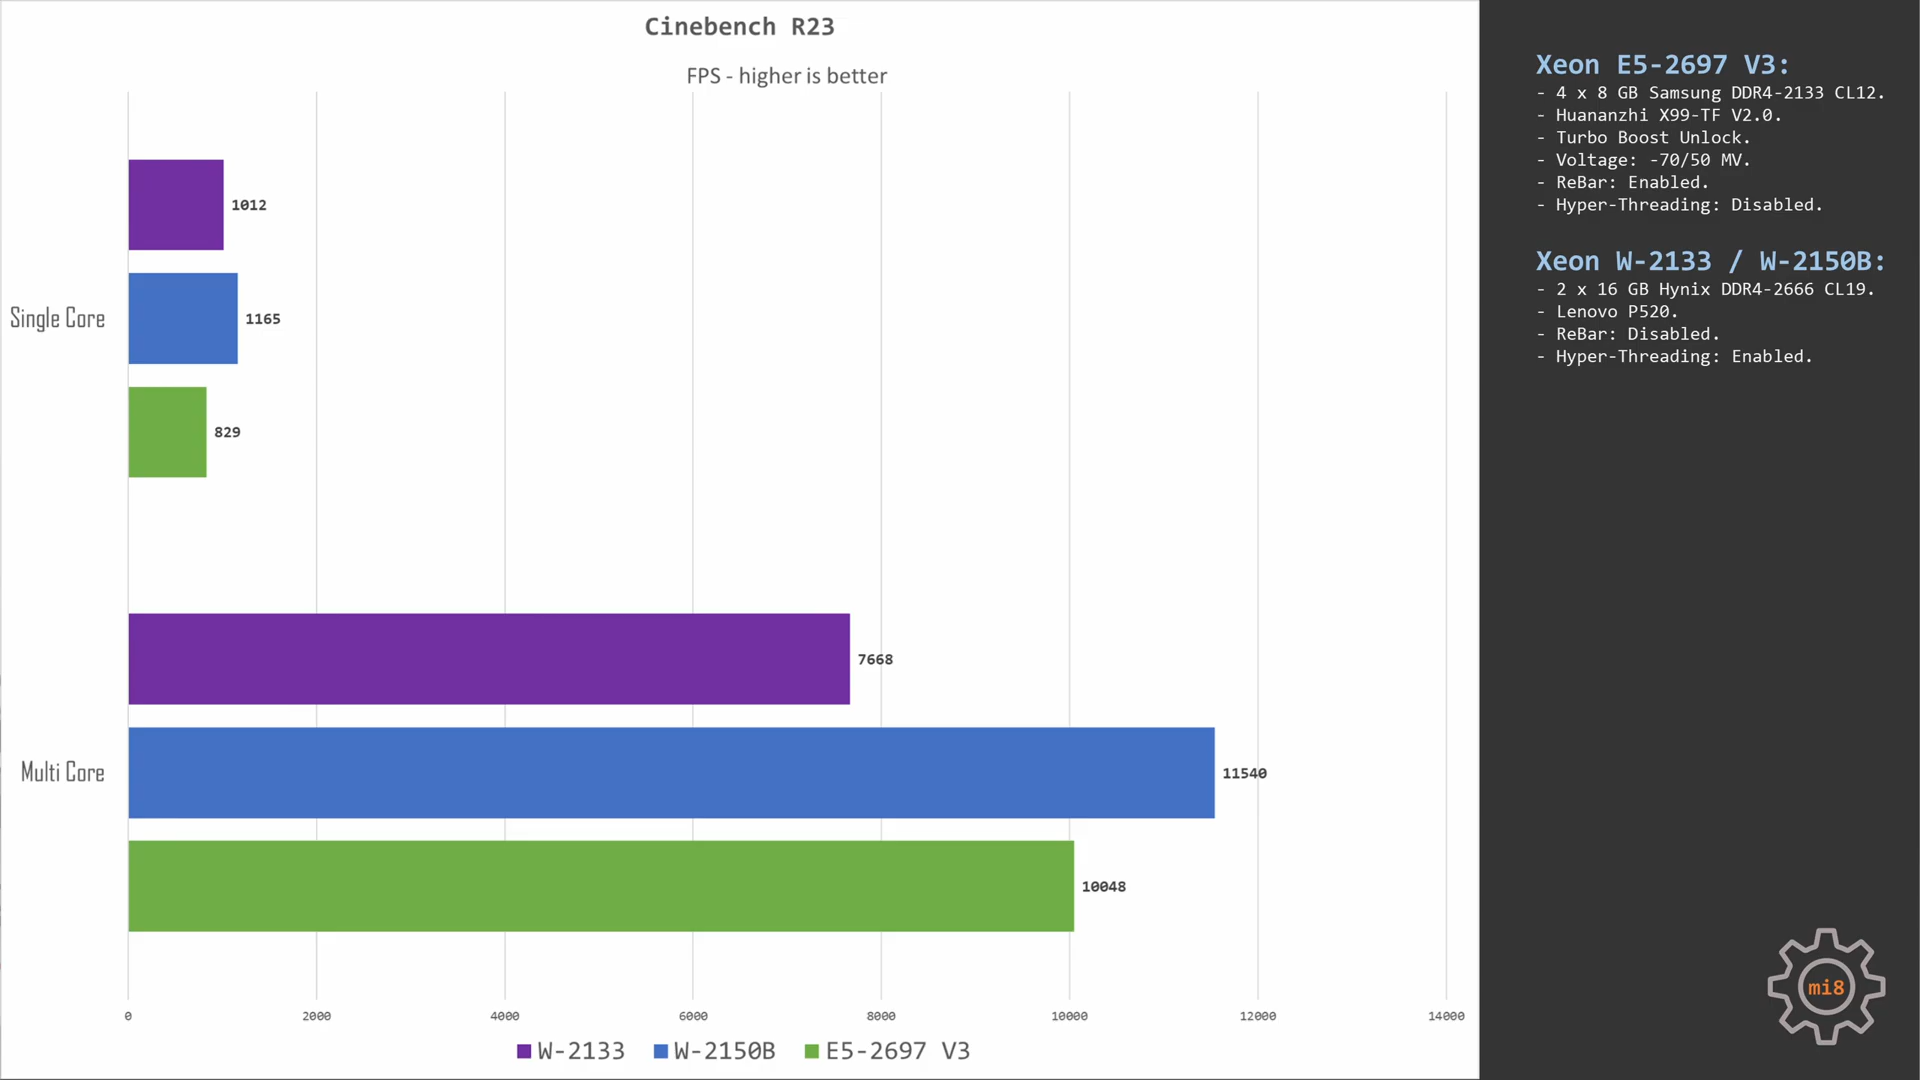 Cinebench R23
FPS - higher is better
Single Core
1012
1165
829
Multi Core
7668
11540
10048
0 2000 4000 6000 8000 10000 12000 14000
W-2133 W-2150B E5-2697 V3
Xeon E5-2697 V3:
- 4 x 8 GB Samsung DDR4-2133 CL12.
- Huananzhi X99-TF V2.0.
- Turbo Boost Unlock.
- Voltage: -70/50 MV.
- ReBar: Enabled.
- Hyper-Threading: Disabled.
Xeon W-2133 / W-2150B:
- 2 x 16 GB Hynix DDR4-2666 CL19.
- Lenovo P520.
- ReBar: Disabled.
- Hyper-Threading: Enabled.
mi8